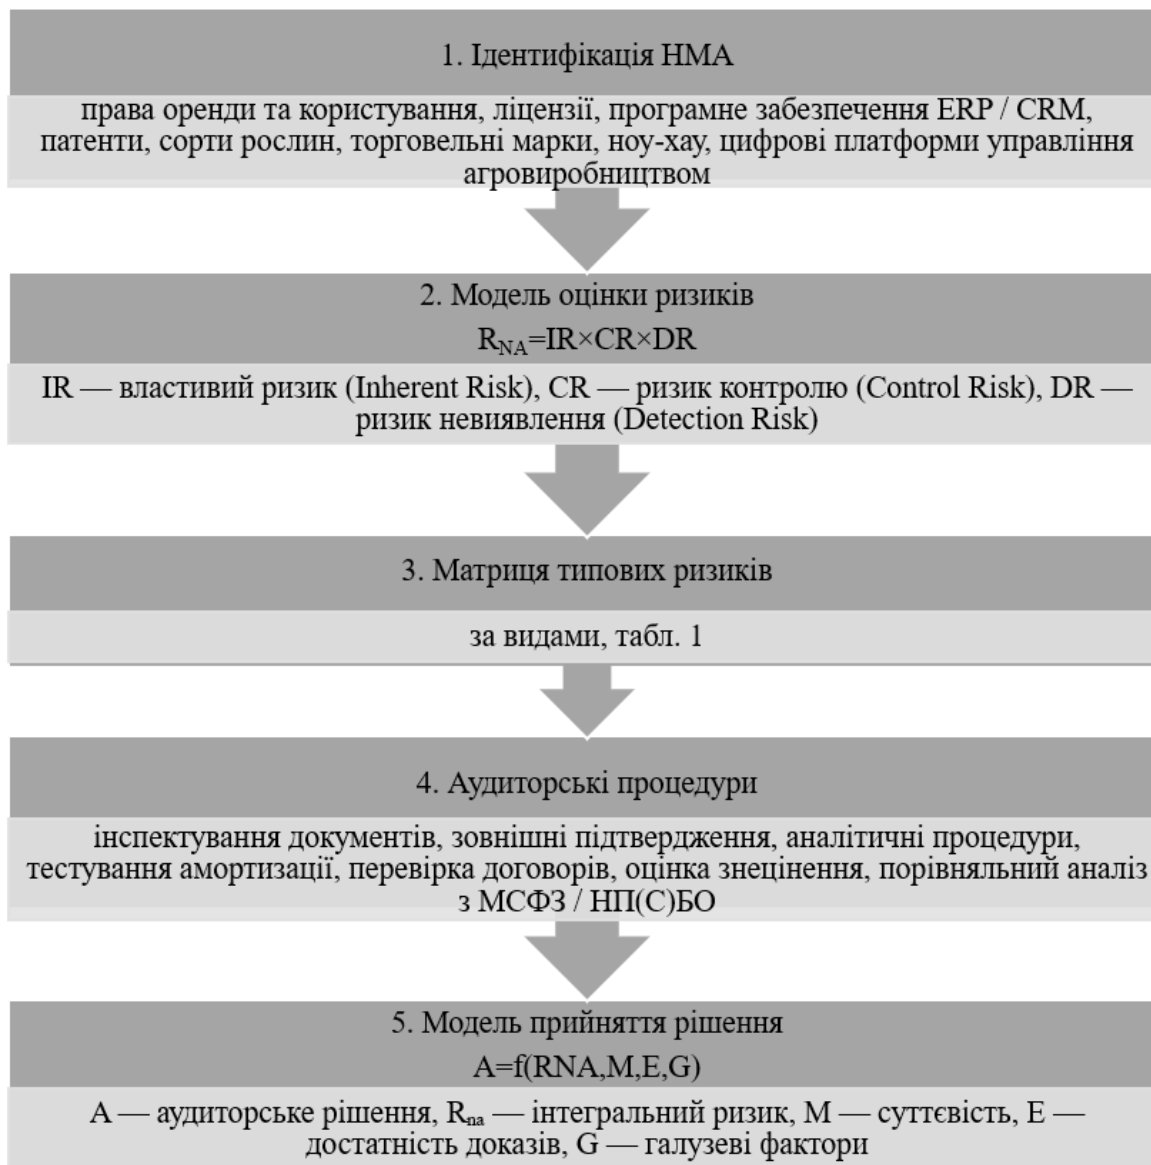 1. Ідентифікація НМА
права оренди та користування, ліцензії, програмне забезпечення ERP / CRM,
патенти, сорти рослин, торговельні марки, ноу-хау, цифрові платформи управління
агровиробництвом
2. Модель оцінки ризиків
R_NA=IR×CR×DR
IR — властивий ризик (Inherent Risk), CR — ризик контролю (Control Risk), DR —
ризик невиявлення (Detection Risk)
3. Матриця типових ризиків
за видами, табл. 1
4. Аудиторські процедури
інспектування документів, зовнішні підтвердження, аналітичні процедури,
тестування амортизації, перевірка договорів, оцінка знецінення, порівняльний аналіз
з МСФЗ / НП(С)БО
5. Модель прийняття рішення
A=f(RNA,M,E,G)
A — аудиторське рішення, R_na — інтегральний ризик, M — суттєвість, E —
достатність доказів, G — галузеві фактори